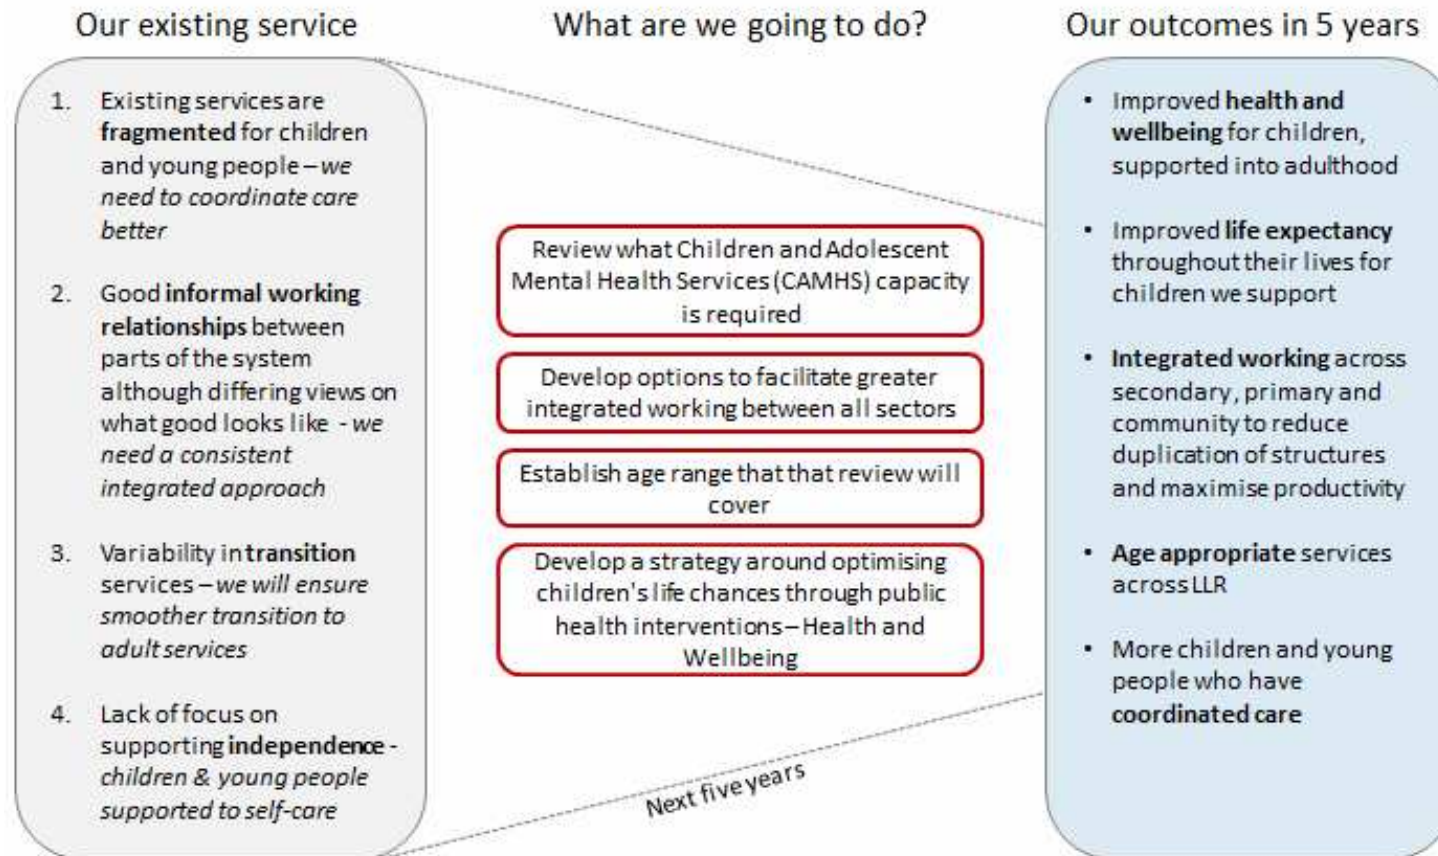 Our existing service
1. Existing services are
fragmented for children
and young people – we
need to coordinate care
better
2. Good informal working
relationships between
parts of the system
although differing views on
what good looks like - we
need a consistent
integrated approach
3. Variability in transition
services – we will ensure
smoother transition to
adult services
4. Lack of focus on
supporting independence -
children & young people
supported to self-care
What are we going to do?
Review what Children and Adolescent
Mental Health Services (CAMHS) capacity
is required
Develop options to facilitate greater
integrated working between all sectors
Establish age range that that review will
cover
Develop a strategy around optimising
children's life chances through public
health interventions – Health and
Wellbeing
Next five years
Our outcomes in 5 years
• Improved health and
wellbeing for children,
supported into adulthood
• Improved life expectancy
throughout their lives for
children we support
• Integrated working across
secondary, primary and
community to reduce
duplication of structures
and maximise productivity
• Age appropriate services
across LLR
• More children and young
people who have
coordinated care